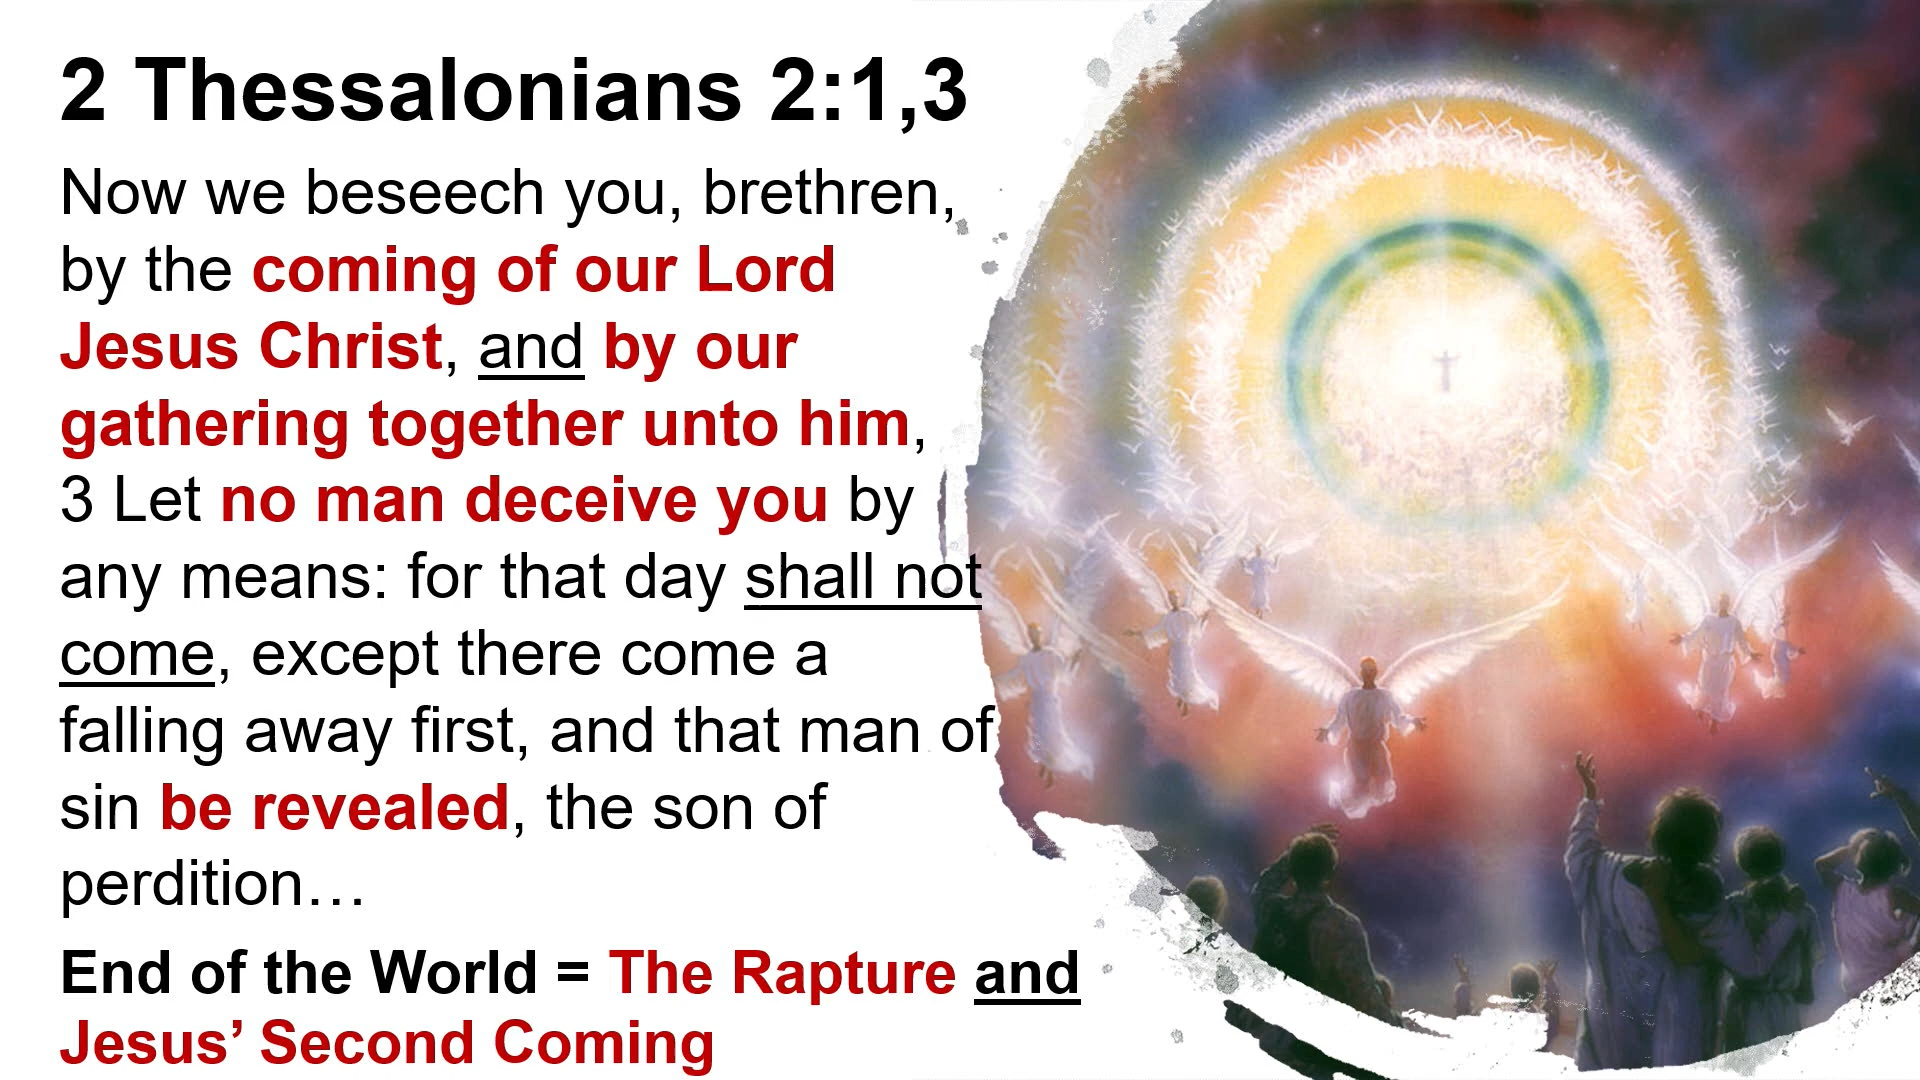 2 Thessalonians 2:1,3
Now we beseech you, brethren,
by the coming of our Lord
Jesus Christ, and by our
gathering together unto him,
3 Let no man deceive you by
any means: for that day shall not
come, except there come a
falling away first, and that man of
sin be revealed, the son of
perdition…
End of the World = The Rapture and
Jesus’ Second Coming